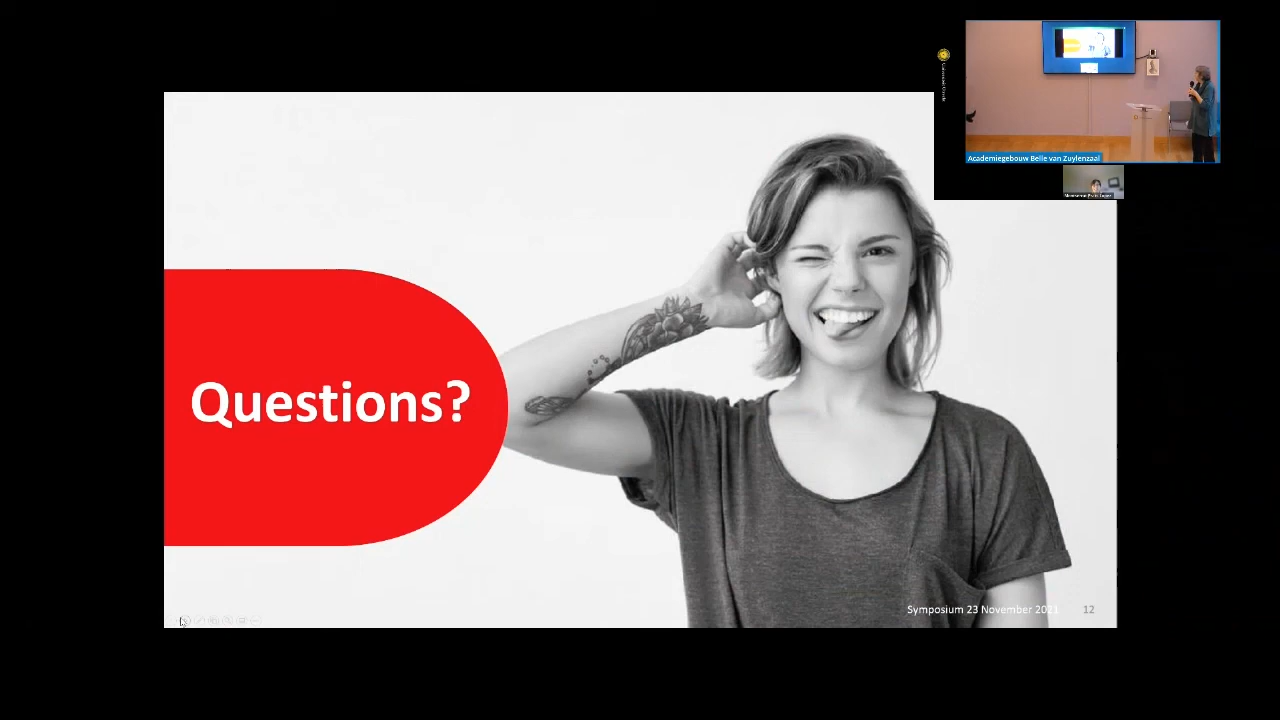 Academiegebouw Belle van Zuylenzaal
Questions?
Symposium 23 November 2021
12